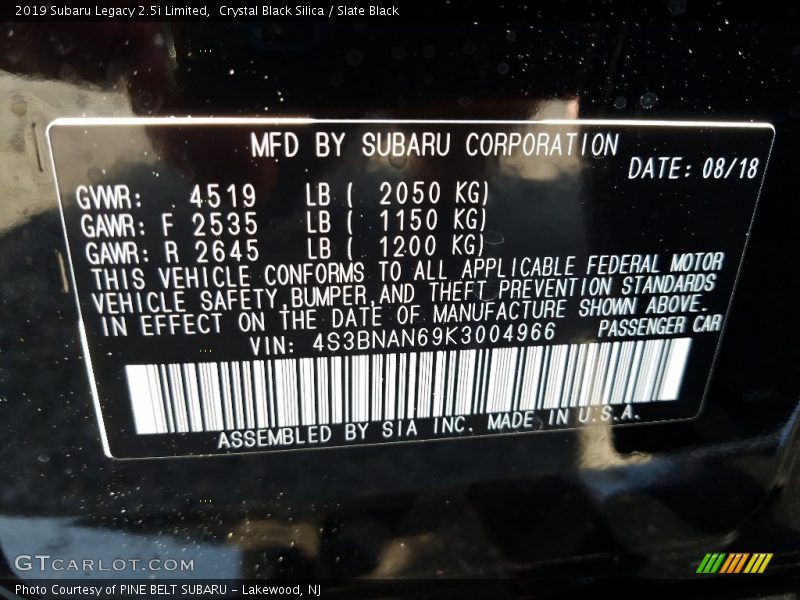 2019 Subaru Legacy 2.5i Limited,  Crystal Black Silica / Slate Black
MFD BY SUBARU CORPORATION
DATE: 08/18
GVWR: 4519 LB ( 2050 KG)
GAWR: F 2535 LB ( 1150 KG)
GAWR: R 2645 LB ( 1200 KG)
THIS VEHICLE CONFORMS TO ALL APPLICABLE FEDERAL MOTOR
VEHICLE SAFETY,BUMPER,AND THEFT PREVENTION STANDARDS
IN EFFECT ON THE DATE OF MANUFACTURE SHOWN ABOVE.
VIN: 4S3BNAN69K3004966 PASSENGER CAR
ASSEMBLED BY SIA INC. MADE IN U.S.A.
GTCARLOT.COM
Photo Courtesy of PINE BELT SUBARU - Lakewood, NJ